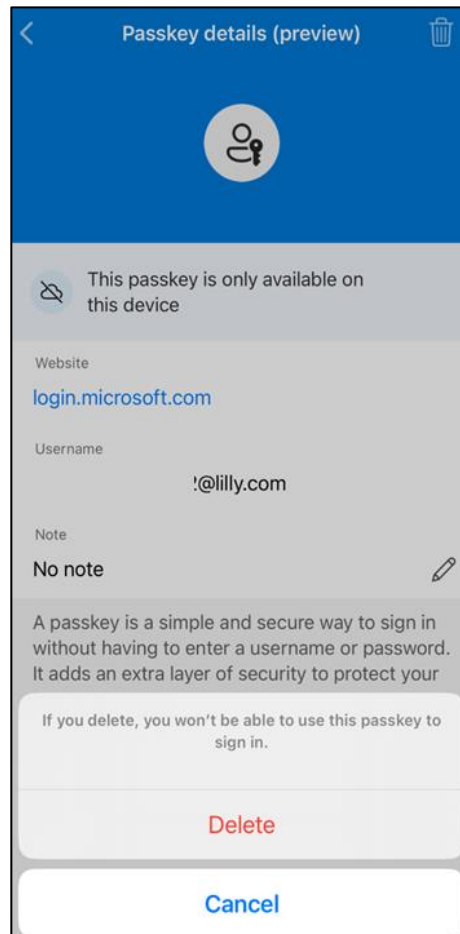 Passkey details (preview)
This passkey is only available on
this device
Website
login.microsoft.com
Username
@lilly.com
Note
No note
A passkey is a simple and secure way to sign in
without having to enter a username or password.
It adds an extra layer of security to protect your
If you delete, you won't be able to use this passkey to
sign in.
Delete
Cancel